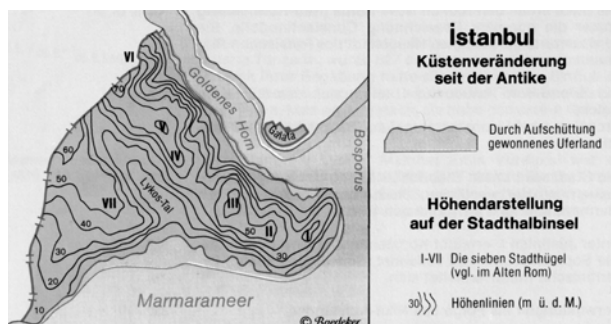 VI
70
Goldenes Horn
Galata
Bosporus
V
IV
60
50
Lykos-Tal
VII
III
40
50
II
I
30
30
20
10
Marmarameer
© Baedeker
İstanbul
Küstenveränderung
seit der Antike
Durch Aufschüttung
gewonnenes Uferland
Höhendarstellung
auf der Stadthalbinsel
I-VII Die sieben Stadthügel
(vgl. im Alten Rom)
30 Höhenlinien (m ü. d. M.)